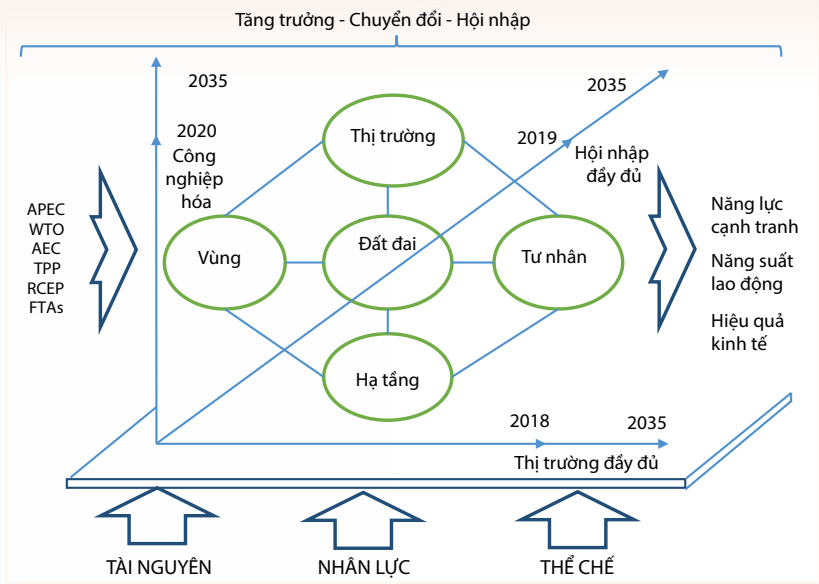 Tăng trưởng - Chuyển đổi - Hội nhập
2035
2020
Công
nghiệp
hóa
Thị trường
2035
2019
Hội nhập
đầy đủ
APEC
WTO
AEC
TPP
RCEP
FTAs
Vùng
Đất đai
Tư nhân
Năng lực
cạnh tranh
Năng suất
lao động
Hiệu quả
kinh tế
Hạ tầng
2018
2035
Thị trường đầy đủ
TÀI NGUYÊN
NHÂN LỰC
THỂ CHẾ